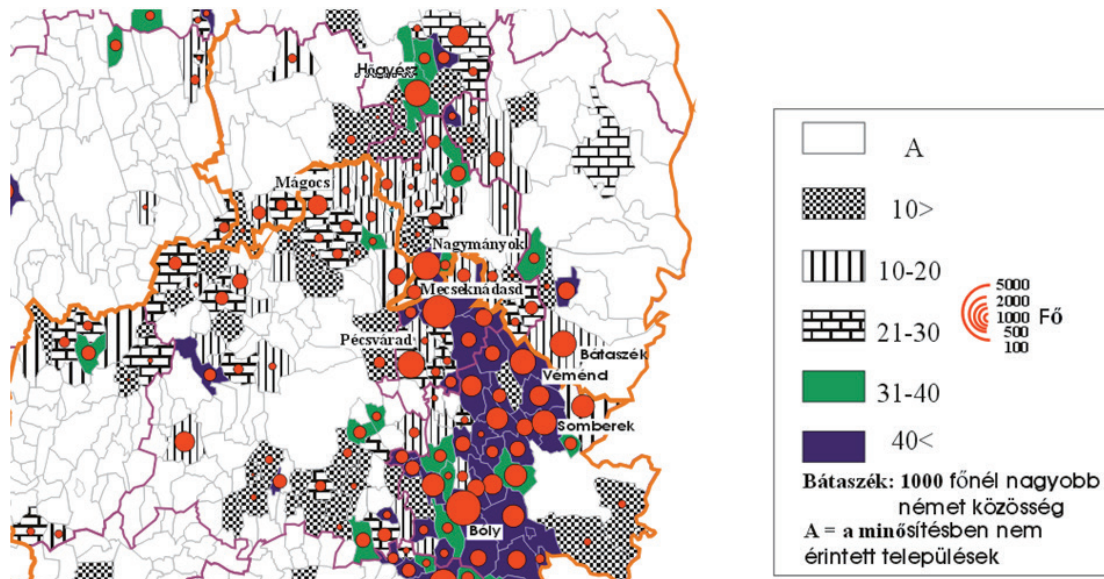 Hőgyész
Mágocs
Nagymányok
Mecseknádasd
Pécsvárad
Bátaszék
Véménd
Somberek
Bóly
A
10>
10-20
21-30
31-40
40<
5000
2000
1000
500
100
Fő
Bátaszék: 1000 főnél nagyobb
német közösség
A = a minősítésben nem
érintett települések